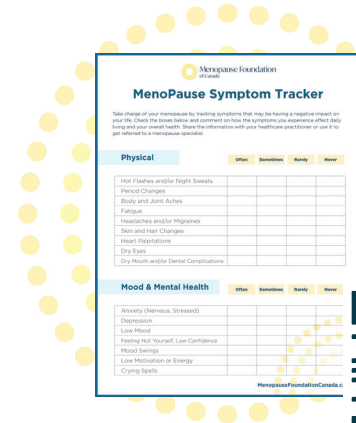 Menopause Foundation
of Canada
MenoPause Symptom Tracker
Take charge of your menopause by tracking symptoms that may be having a negative impact on
your life. Check the boxes below and comment on how the symptoms you experience affect daily
living and your overall health. Share the information with your healthcare practitioner or use it to
get referred to a menopause specialist.
Physical Often Sometimes Rarely Never
Hot Flashes and/or Night Sweats
Period Changes
Body and Joint Aches
Fatigue
Headaches and/or Migraines
Skin and Hair Changes
Heart Palpitations
Dry Eyes
Dry Mouth and/or Dental Complications
Mood & Mental Health Often Sometimes Rarely Never
Anxiety (Nervous, Stressed)
Depression
Low Mood
Feeling Not Yourself, Low Confidence
Mood Swings
Low Motivation or Energy
Crying Spells
MenopauseFoundationCanada.c